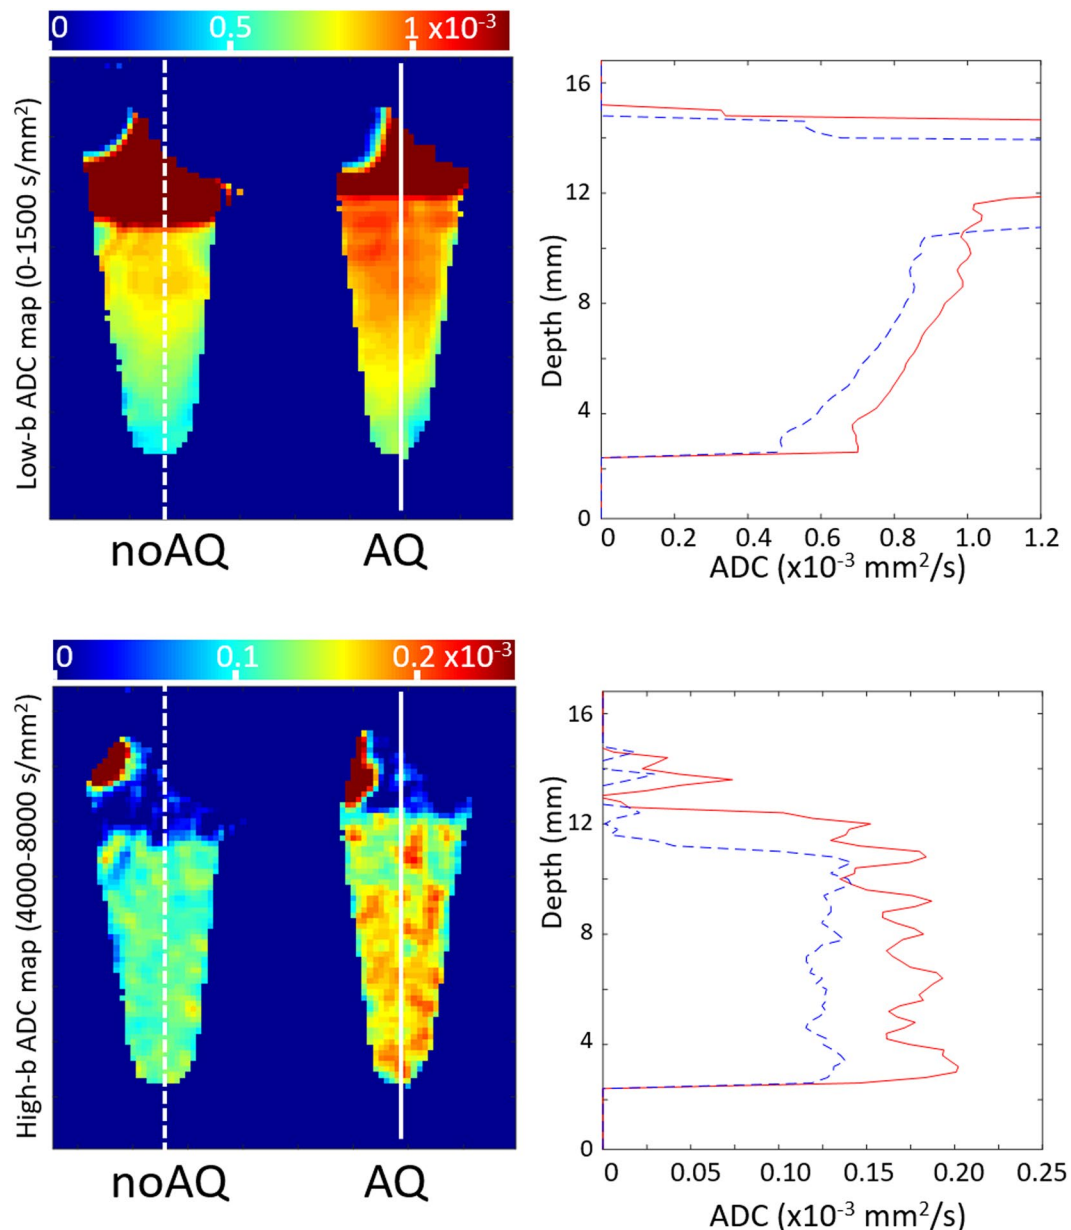 0 0.5 1 x10⁻³
Low-b ADC map (0-1500 s/mm²)
noAQ AQ
16
12
8
4
0
Depth (mm)
0 0.2 0.4 0.6 0.8 1.0 1.2
ADC (x10⁻³ mm²/s)
0 0.1 0.2 x10⁻³
High-b ADC map (4000-8000 s/mm²)
noAQ AQ
16
12
8
4
0
Depth (mm)
0 0.05 0.10 0.15 0.20 0.25
ADC (x10⁻³ mm²/s)